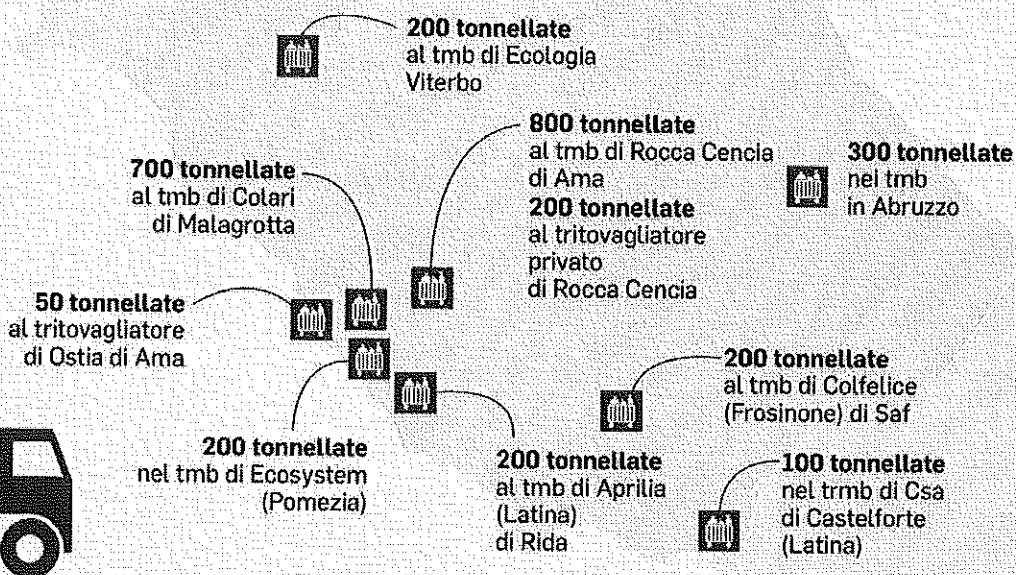 200 tonnellate
al tmb di Ecologia
Viterbo
800 tonnellate
al tmb di Rocca Cencia
di Ama
200 tonnellate
al tritovagliatore
privato
di Rocca Cencia
300 tonnellate
nei tmb
in Abruzzo
700 tonnellate
al tmb di Colari
di Malagrotta
50 tonnellate
al tritovagliatore
di Ostia di Ama
200 tonnellate
al tmb di Colfelice
(Frosinone) di Saf
200 tonnellate
nel tmb di Ecosystem
(Pomezia)
200 tonnellate
al tmb di Aprilia
(Latina)
di Rida
100 tonnellate
nel trmb di Csa
di Castelforte
(Latina)